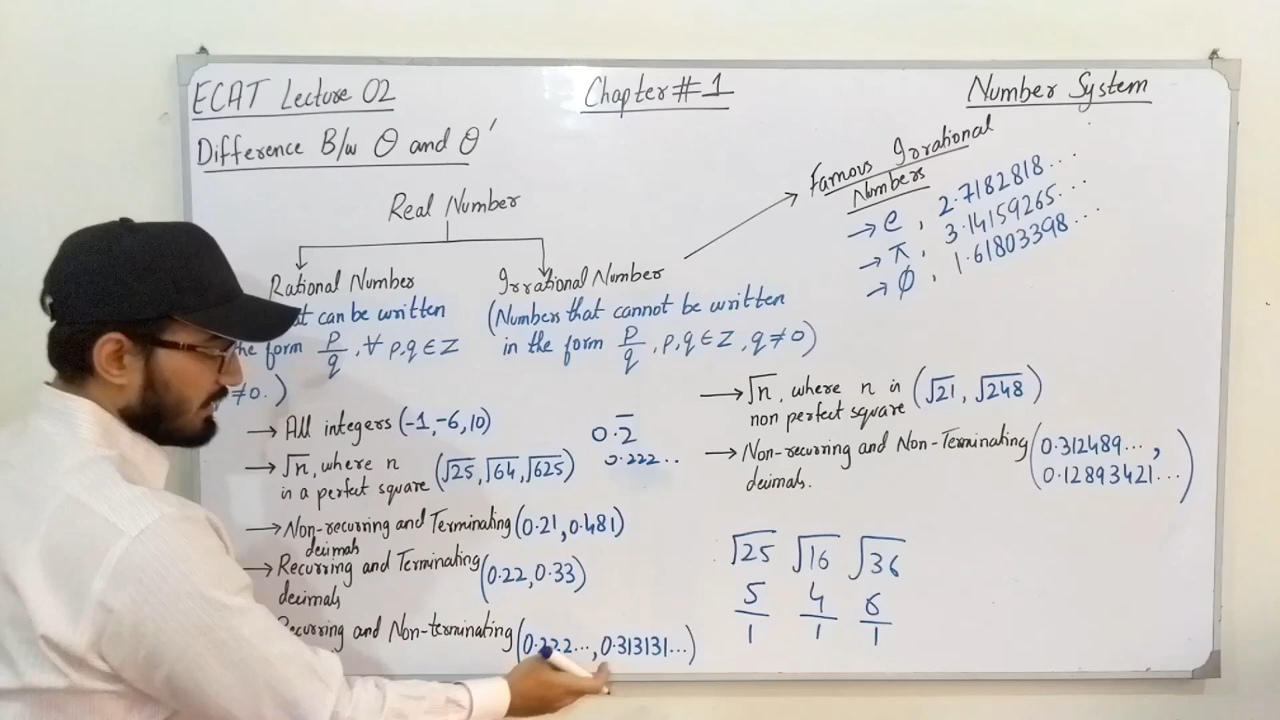 ECAT Lecture 02
Chapter # 1
Number System
Difference B/w Q and Q'
Real Number
Rational Number
can be written
form p/q, ∀ p,q ∈ Z
≠0.)
→ All integers (-1,-6,10)
→ √n, where n
in a perfect square (√25, √64, √625)
→ Non-recurring and Terminating (0.21, 0.481)
decimals
→ Recurring and Terminating (0.22, 0.33)
decimals
Recurring and Non-terminating (0.222..., 0.313131...)
Irrational Number
(Numbers that cannot be written
in the form p/q, p,q ∈ Z, q≠0)
0.2̅
0.222..
Famous Irrational
Numbers
→ e, 2.7182818...
→ π, 3.14159265...
→ φ, 1.61803398...
→ √n, where n in (√21, √248)
non perfect square
→ Non-recurring and Non-Terminating (0.312489...,
decimals. 0.12893421...)
√25 √16 √36
5/1 4/1 6/1